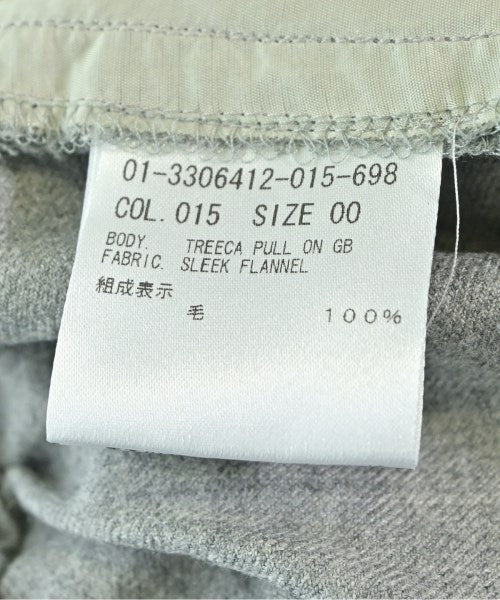 01-3306412-015-698
COL. 015 SIZE 00
BODY. TREECA PULL ON GB
FABRIC. SLEEK FLANNEL
組成表示
毛 100%